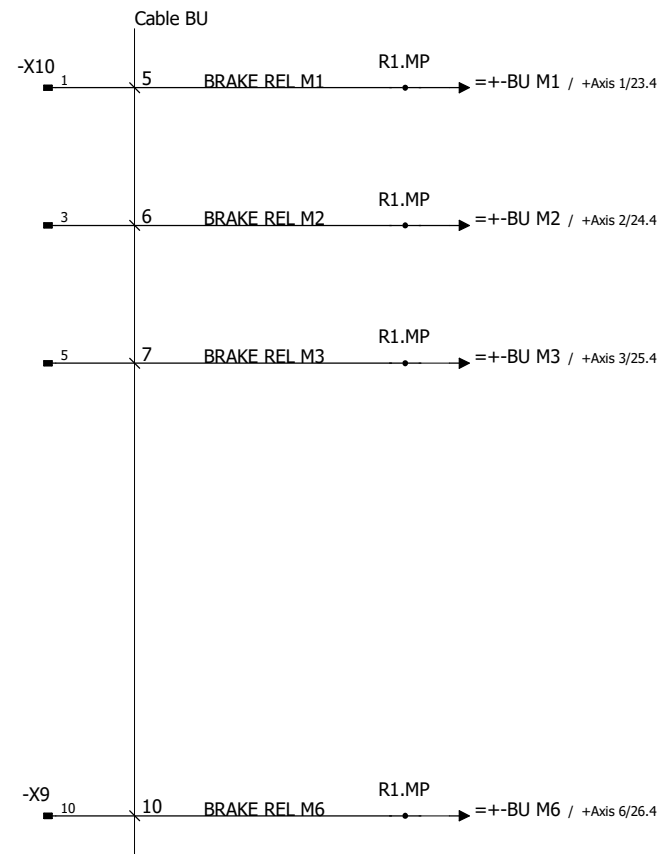 Cable BU
-X10
R1.MP
1 5 BRAKE REL M1 =+-BU M1 / +Axis 1/23.4
R1.MP
3 6 BRAKE REL M2 =+-BU M2 / +Axis 2/24.4
R1.MP
5 7 BRAKE REL M3 =+-BU M3 / +Axis 3/25.4
-X9
R1.MP
10 10 BRAKE REL M6 =+-BU M6 / +Axis 6/26.4